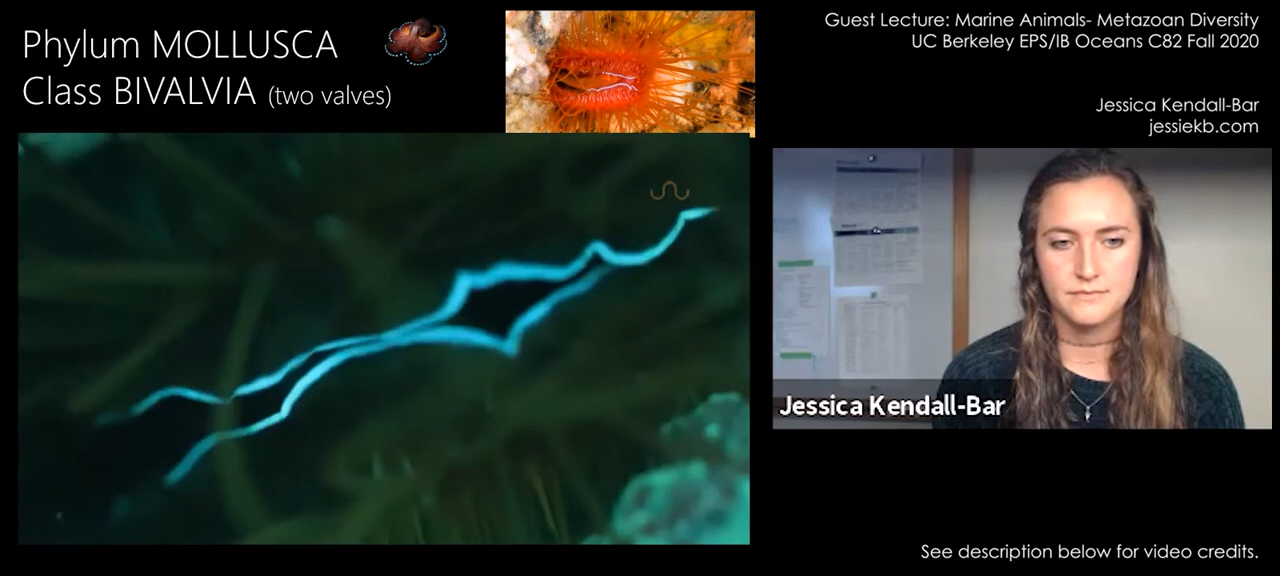 Phylum MOLLUSCA
Class BIVALVIA (two valves)
Guest Lecture: Marine Animals- Metazoan Diversity
UC Berkeley EPS/IB Oceans C82 Fall 2020
Jessica Kendall-Bar
jessiekb.com
Jessica Kendall-Bar
See description below for video credits.